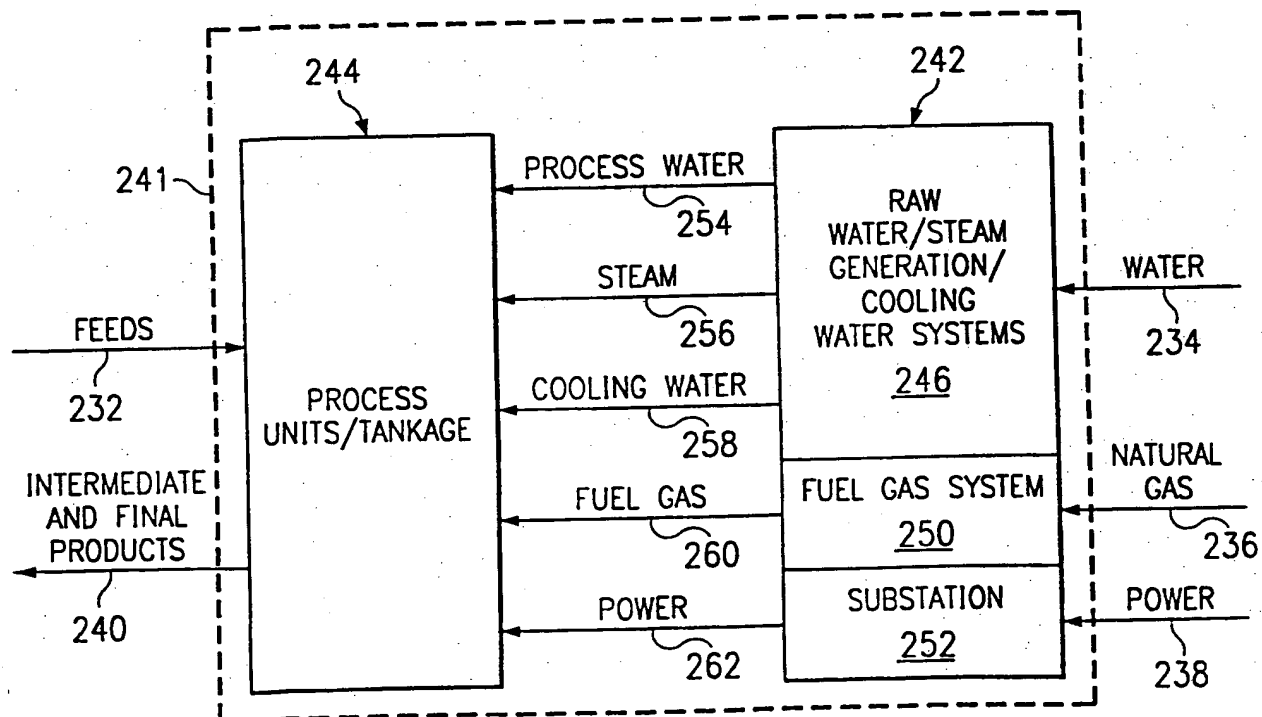 244
242
241
PROCESS WATER
254
STEAM
256
COOLING WATER
258
FUEL GAS
260
POWER
262
FEEDS
232
INTERMEDIATE
AND FINAL
PRODUCTS
240
PROCESS
UNITS/TANKAGE
RAW
WATER/STEAM
GENERATION/
COOLING
WATER SYSTEMS
246
FUEL GAS SYSTEM
250
SUBSTATION
252
WATER
234
NATURAL
GAS
236
POWER
238